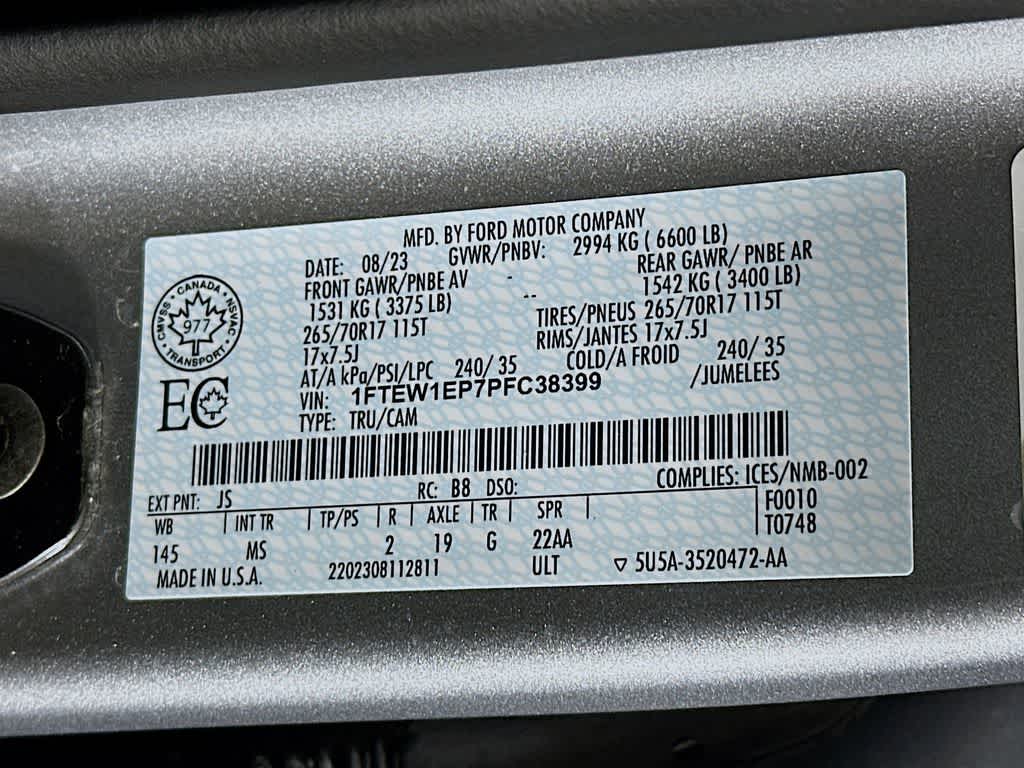 MFD. BY FORD MOTOR COMPANY
DATE: 08/23 GVWR/PNBV: 2994 KG ( 6600 LB)
FRONT GAWR/PNBE AV - REAR GAWR/ PNBE AR
1531 KG ( 3375 LB) -- 1542 KG ( 3400 LB)
265/70R17 115T TIRES/PNEUS 265/70R17 115T
17x7.5J RIMS/JANTES 17x7.5J
AT/A kPa/PSI/LPC 240/ 35 COLD/A FROID 240/ 35
VIN: 1FTEW1EP7PFC38399 /JUMELEES
TYPE: TRU/CAM
CMVSS • CANADA • NSVAC
977
• TRANSPORT •
EC
COMPLIES: ICES/NMB-002
EXT PNT: JS RC: B8 DSO: F0010
WB INT TR TP/PS R AXLE TR SPR T0748
145 MS 2 19 G 22AA
MADE IN U.S.A. 2202308112811 ULT ▽ 5U5A-3520472-AA